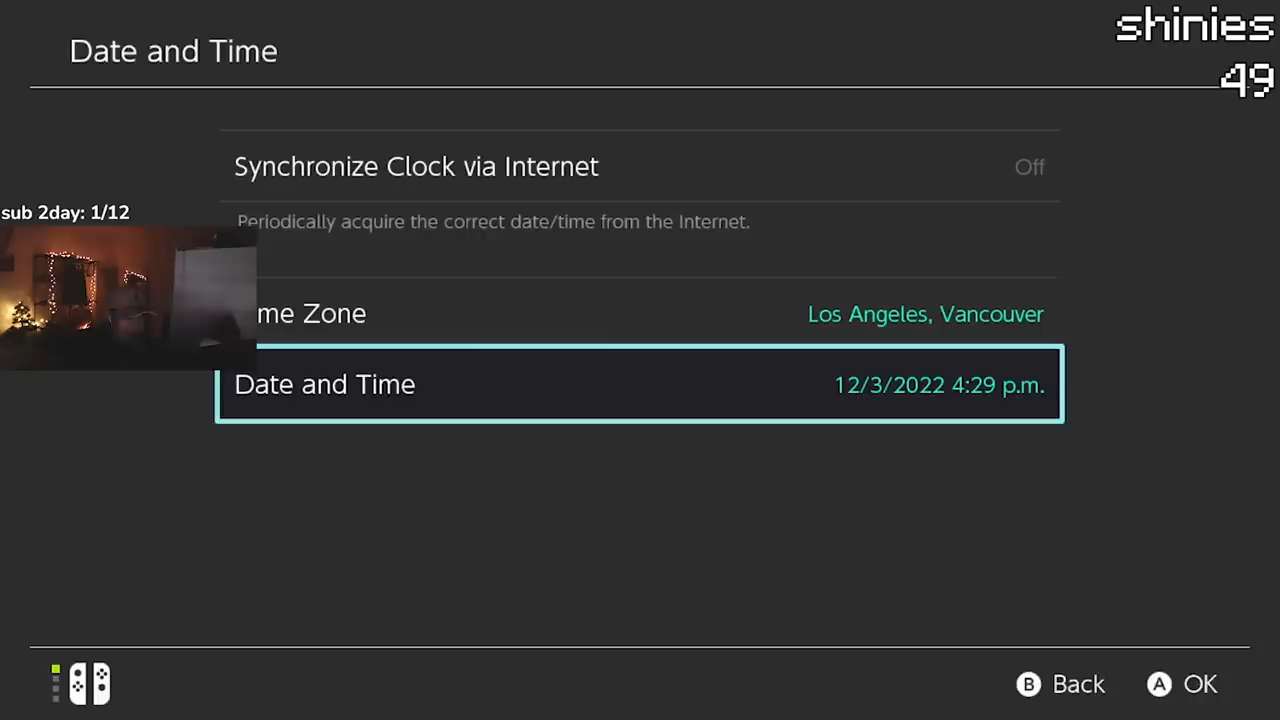 shinies
49
Date and Time
Synchronize Clock via Internet Off
sub 2day: 1/12
Periodically acquire the correct date/time from the Internet.
me Zone Los Angeles, Vancouver
Date and Time 12/3/2022 4:29 p.m.
B Back A OK